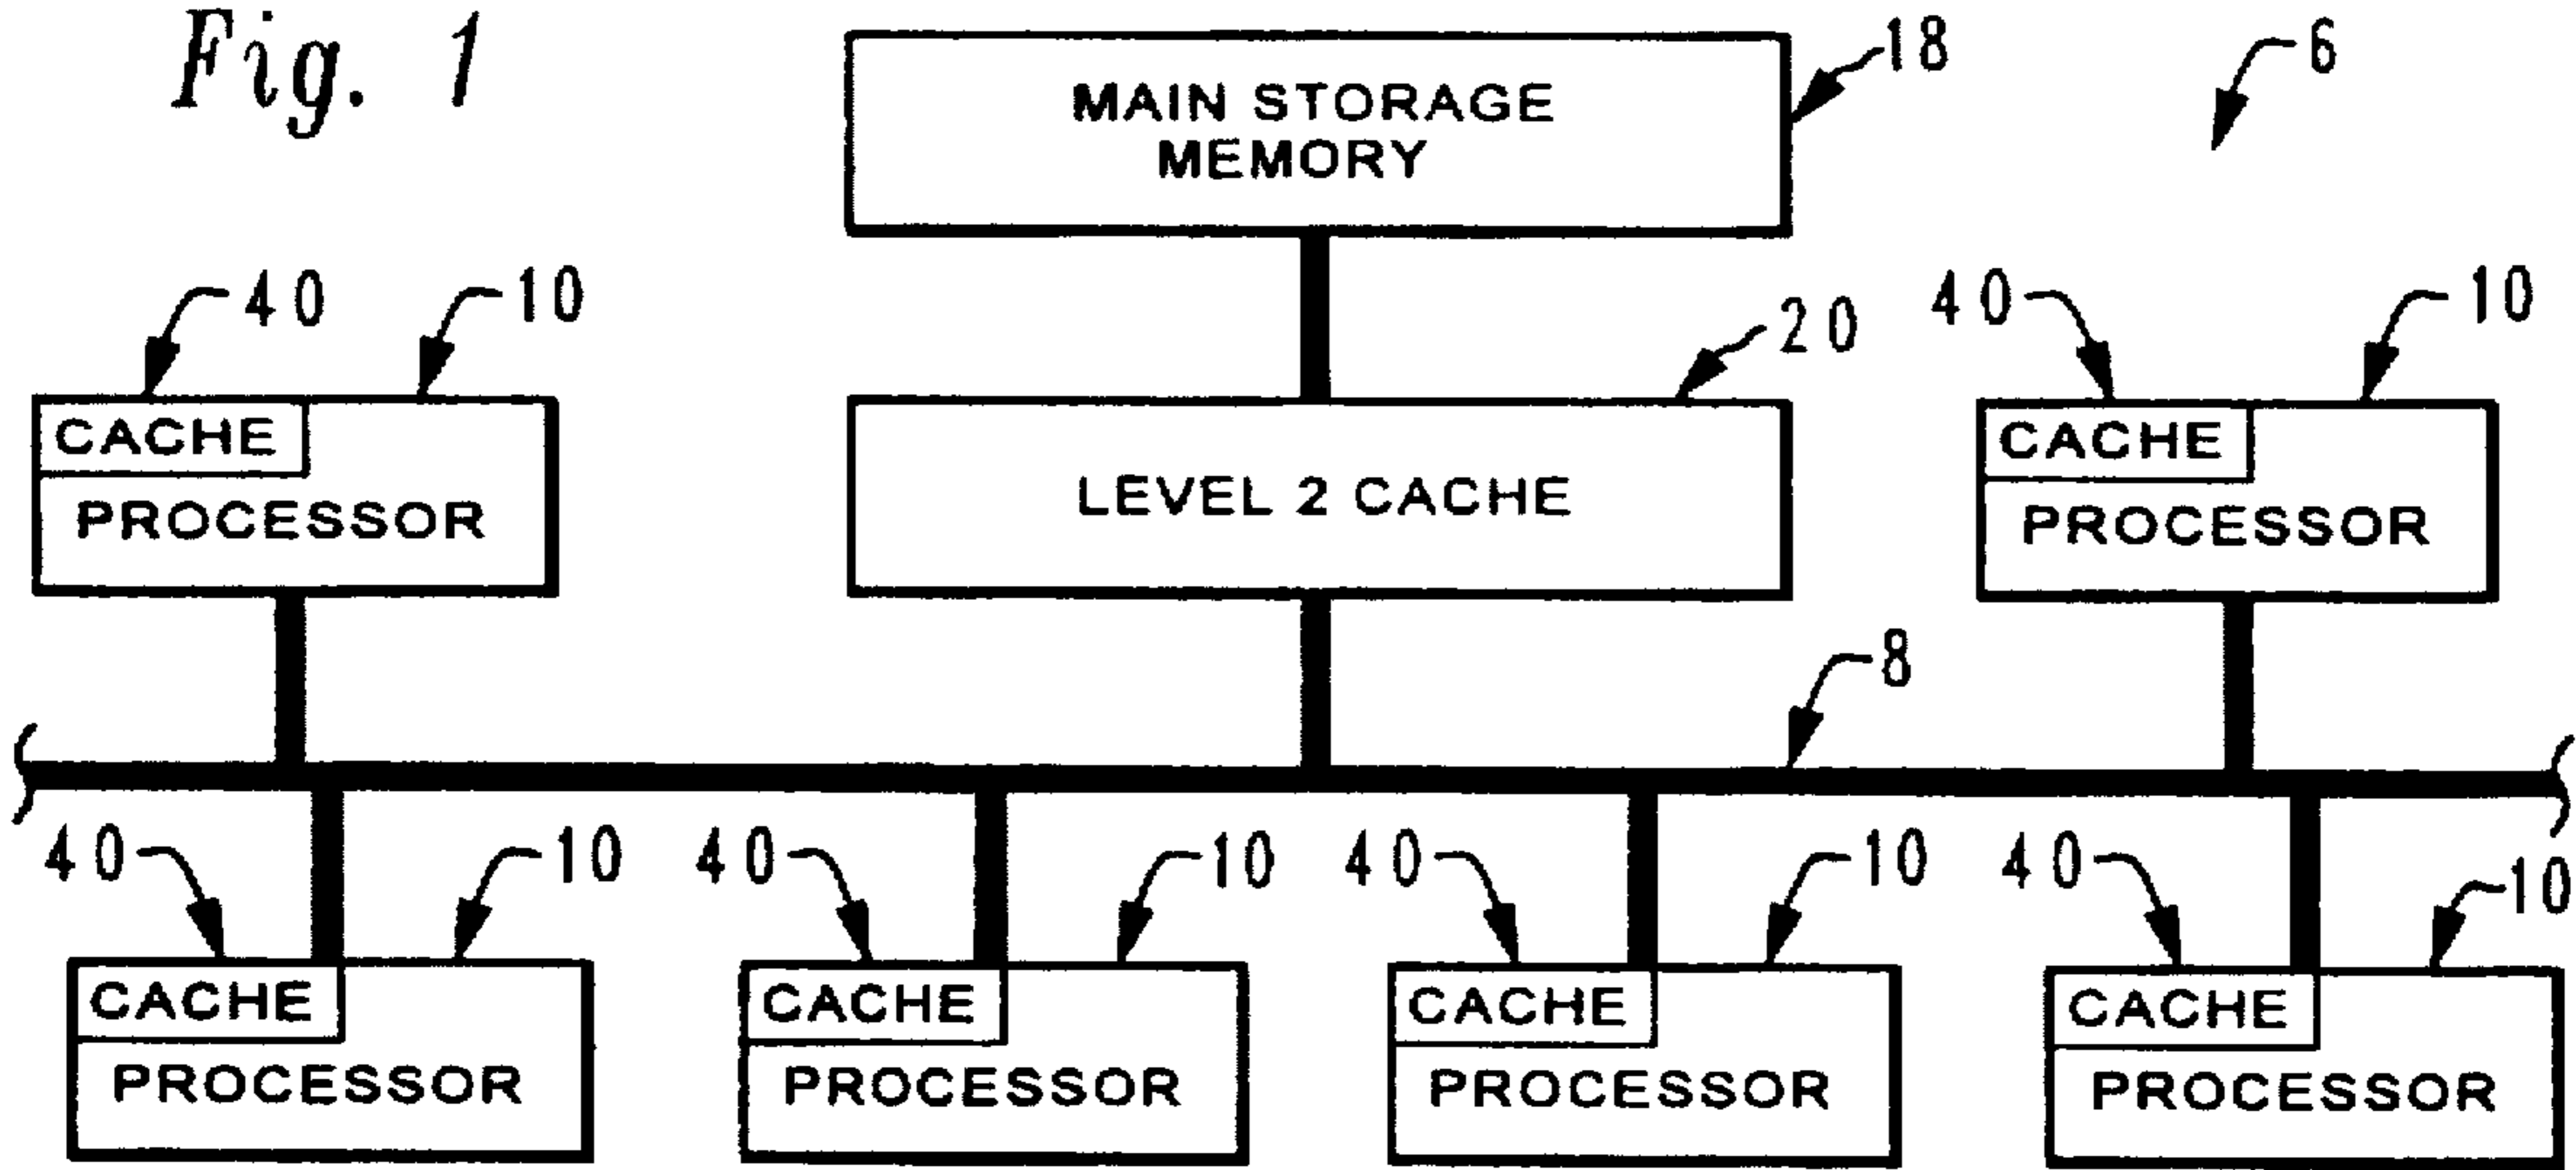 Fig. 1
MAIN STORAGE
MEMORY
18
6
40
10
20
40
10
CACHE
PROCESSOR
LEVEL 2 CACHE
CACHE
PROCESSOR
8
40
10
40
10
40
10
40
10
CACHE
PROCESSOR
CACHE
PROCESSOR
CACHE
PROCESSOR
CACHE
PROCESSOR